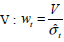 V : w_t = V / σ̂_t